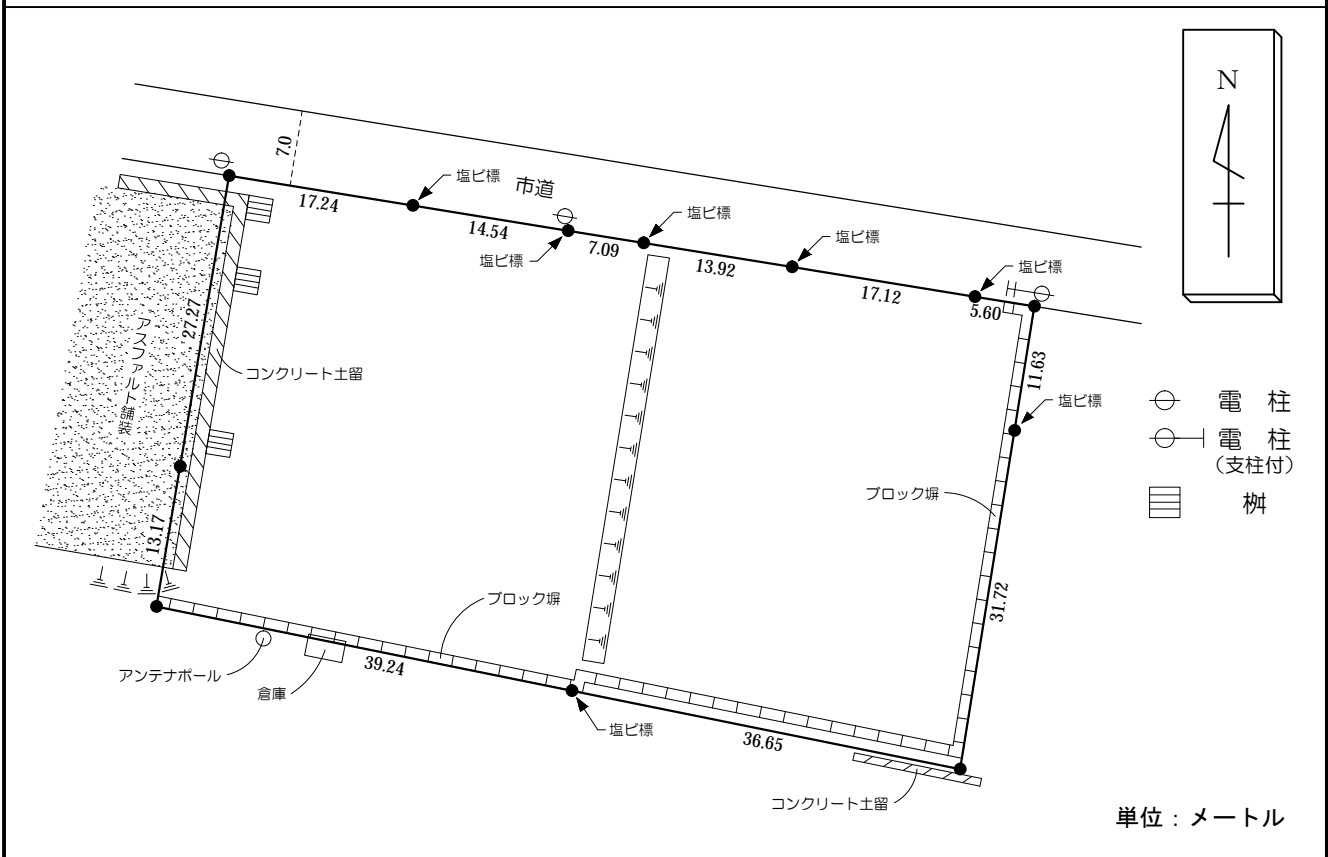 N
7.0
塩ビ標
市道
17.24
塩ビ標
14.54
塩ビ標
塩ビ標
7.09
13.92
塩ビ標
17.12
5.60
27.27
アスファルト舗装
コンクリート土留
11.63
塩ビ標
電柱
電柱
(支柱付)
桝
ブロック塀
13.17
31.72
ブロック塀
アンテナポール
倉庫
39.24
塩ビ標
36.65
コンクリート土留
単位:メートル